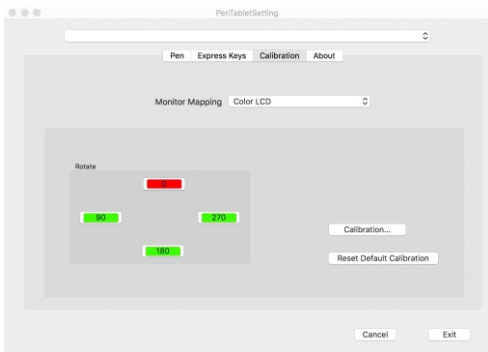 PenTabletSetting
Pen Express Keys Calibration About
Monitor Mapping Color LCD
Rotate
0
90 270
180
Calibration...
Reset Default Calibration
Cancel Exit